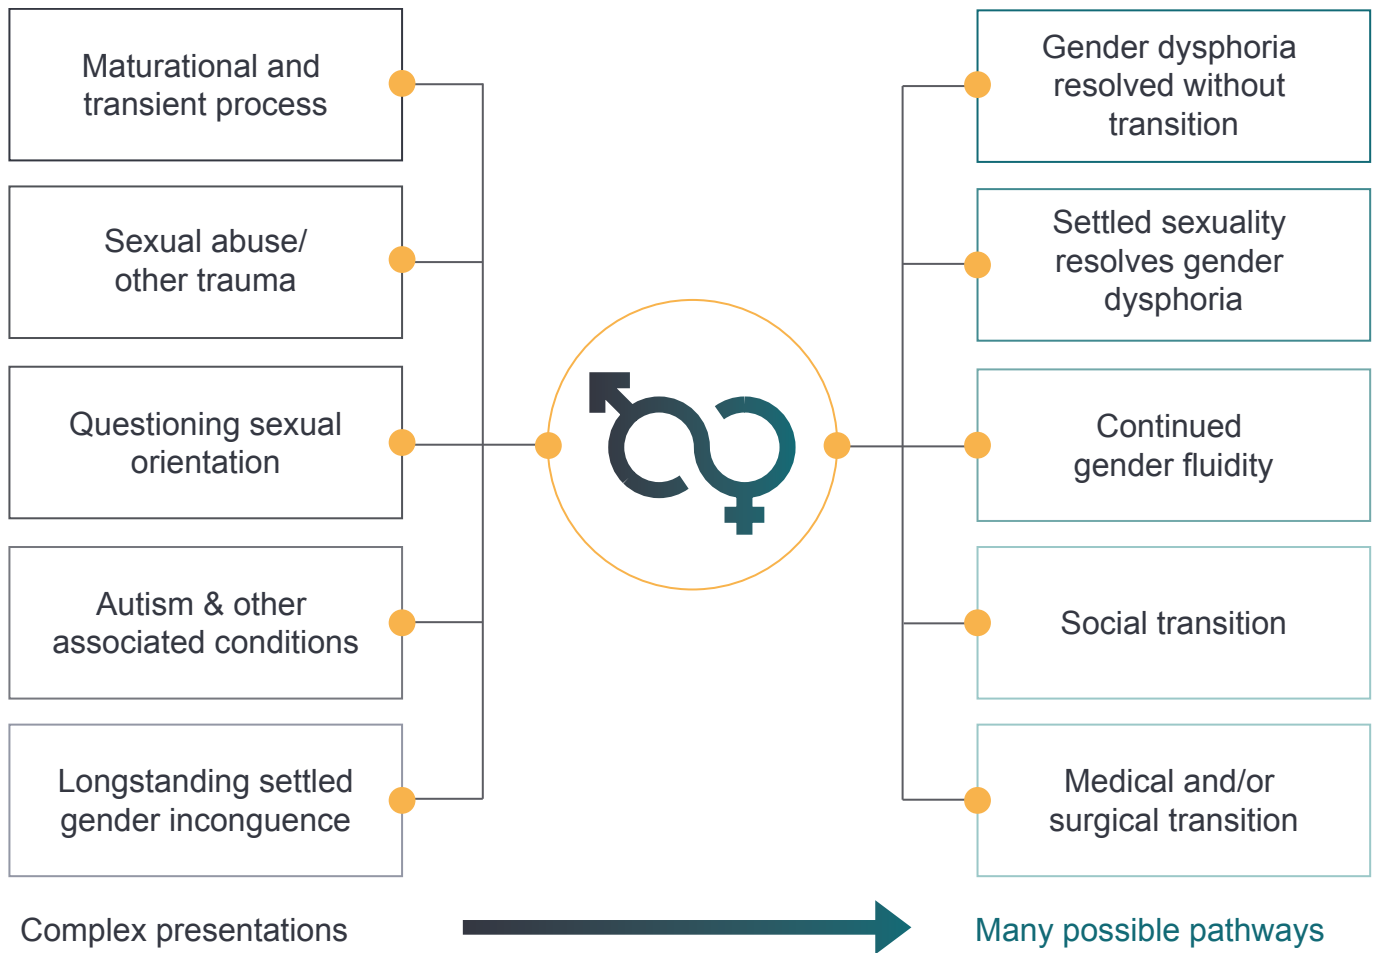 Maturational and
transient process
Sexual abuse/
other trauma
Questioning sexual
orientation
Autism & other
associated conditions
Longstanding settled
gender inconguence
Complex presentations
Gender dysphoria
resolved without
transition
Settled sexuality
resolves gender
dysphoria
Continued
gender fluidity
Social transition
Medical and/or
surgical transition
Many possible pathways